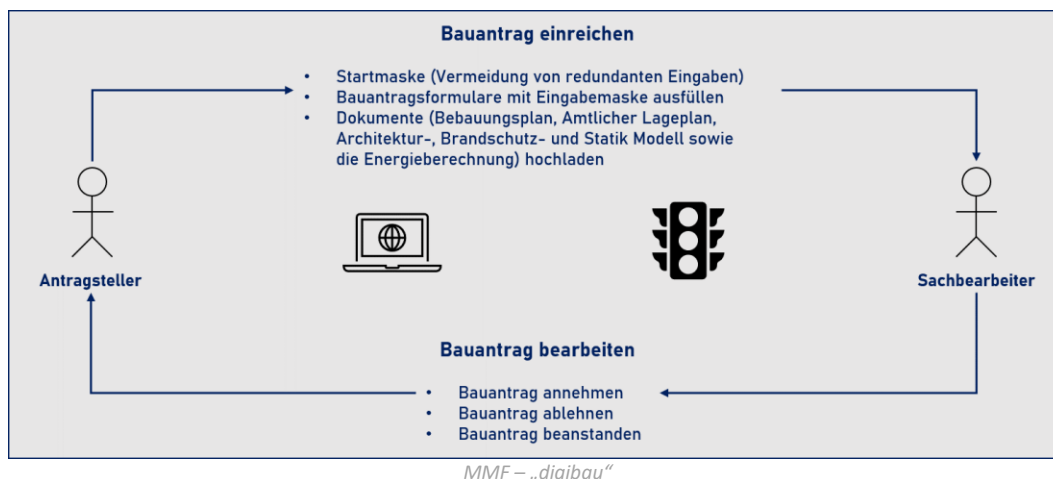 Bauantrag einreichen
• Startmaske (Vermeidung von redundanten Eingaben)
• Bauantragsformulare mit Eingabemaske ausfüllen
• Dokumente (Bebauungsplan, Amtlicher Lageplan,
Architektur-, Brandschutz- und Statik Modell sowie
die Energieberechnung) hochladen
Antragsteller
Sachbearbeiter
Bauantrag bearbeiten
• Bauantrag annehmen
• Bauantrag ablehnen
• Bauantrag beanstanden
MMF – „digibau“